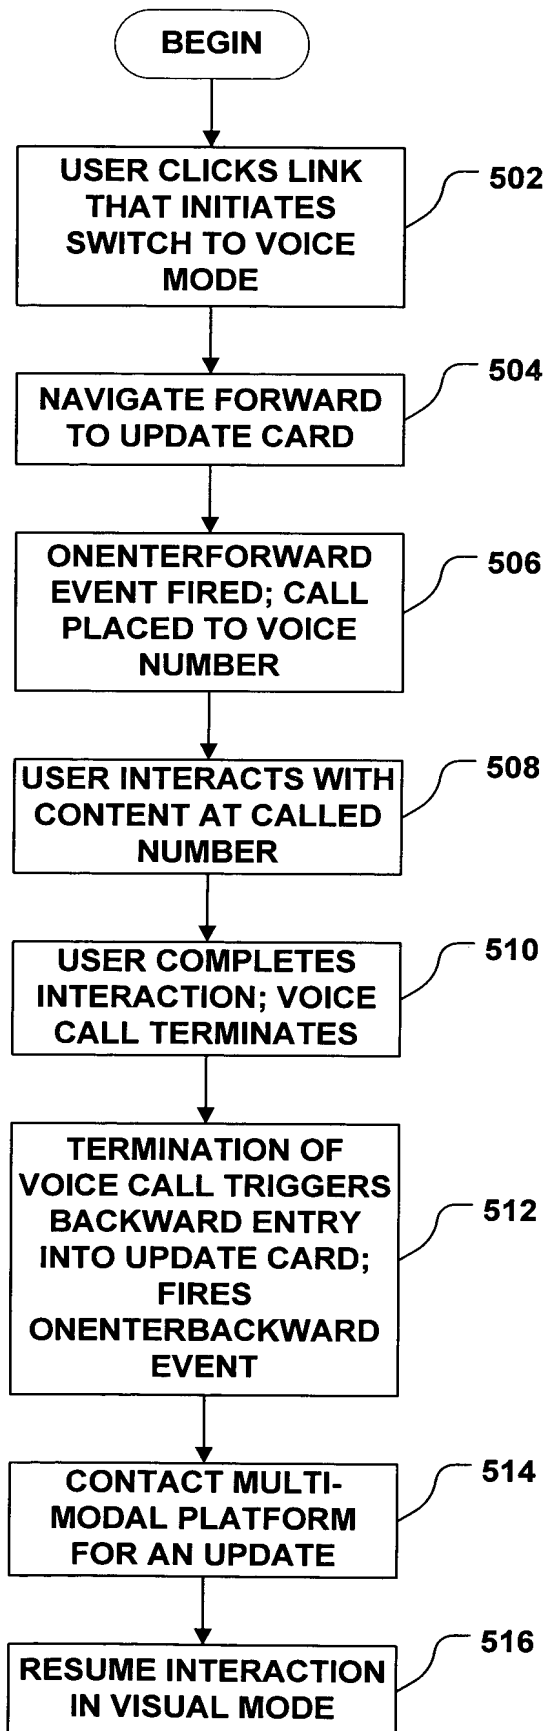 BEGIN
USER CLICKS LINK
THAT INITIATES
SWITCH TO VOICE
MODE
502
NAVIGATE FORWARD
TO UPDATE CARD
504
ONENTERFORWARD
EVENT FIRED; CALL
PLACED TO VOICE
NUMBER
506
USER INTERACTS WITH
CONTENT AT CALLED
NUMBER
508
USER COMPLETES
INTERACTION; VOICE
CALL TERMINATES
510
TERMINATION OF
VOICE CALL TRIGGERS
BACKWARD ENTRY
INTO UPDATE CARD;
FIRES
ONENTERBACKWARD
EVENT
512
CONTACT MULTI-
MODAL PLATFORM
FOR AN UPDATE
514
RESUME INTERACTION
IN VISUAL MODE
516